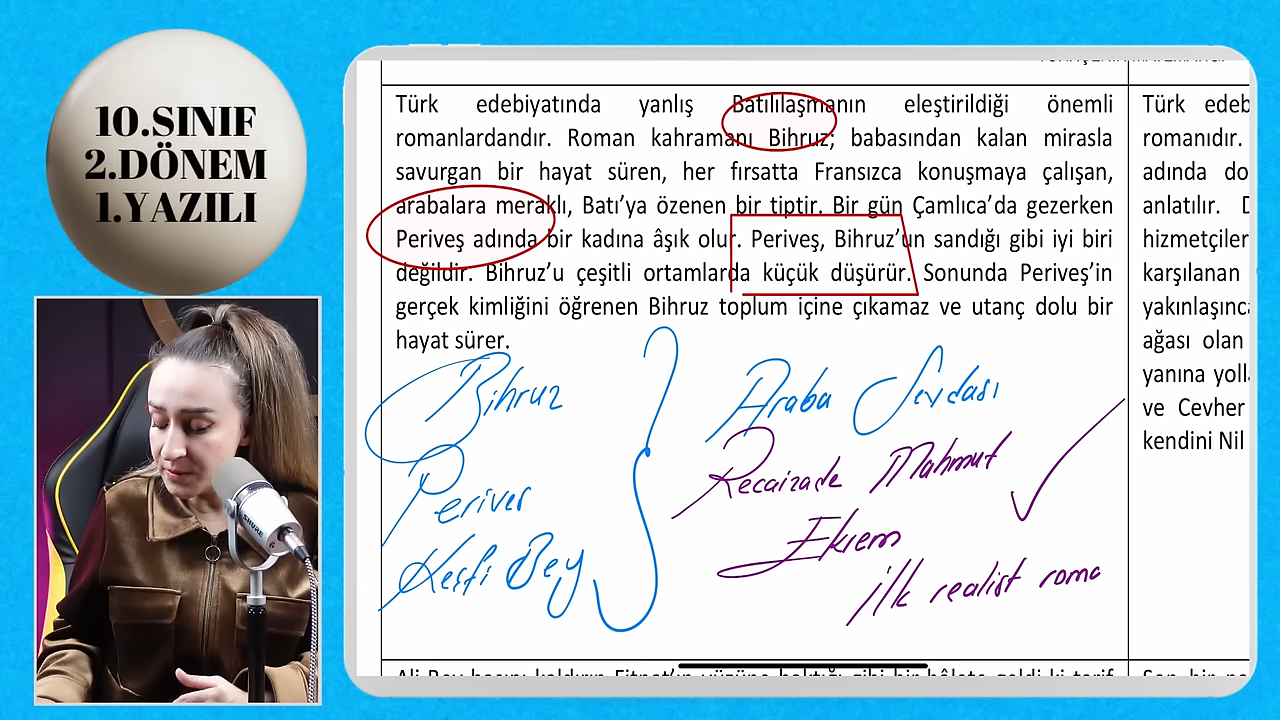 10.SINIF
2.DÖNEM
1.YAZILI
Türk edebiyatında yanlış Batılılaşmanın eleştirildiği önemli
romanlardandır. Roman kahramanı Bihruz; babasından kalan mirasla
savurgan bir hayat süren, her fırsatta Fransızca konuşmaya çalışan,
arabalara meraklı, Batı'ya özenen bir tiptir. Bir gün Çamlıca'da gezerken
Periveş adında bir kadına âşık olur. Periveş, Bihruz'un sandığı gibi iyi biri
değildir. Bihruz'u çeşitli ortamlarda küçük düşürür. Sonunda Periveş'in
gerçek kimliğini öğrenen Bihruz toplum içine çıkamaz ve utanç dolu bir
hayat sürer.
Bihruz
Periveş
Keşfi Bey
Araba Sevdası
Recaizade Mahmut
Ekrem
ilk realist roma
Türk edeb
romanıdır.
adında do
anlatılır. D
hizmetçiler
karşılanan
yakınlaşınca
ağası olan
yanına yoll
ve Cevher
kendini Nil
SHURE